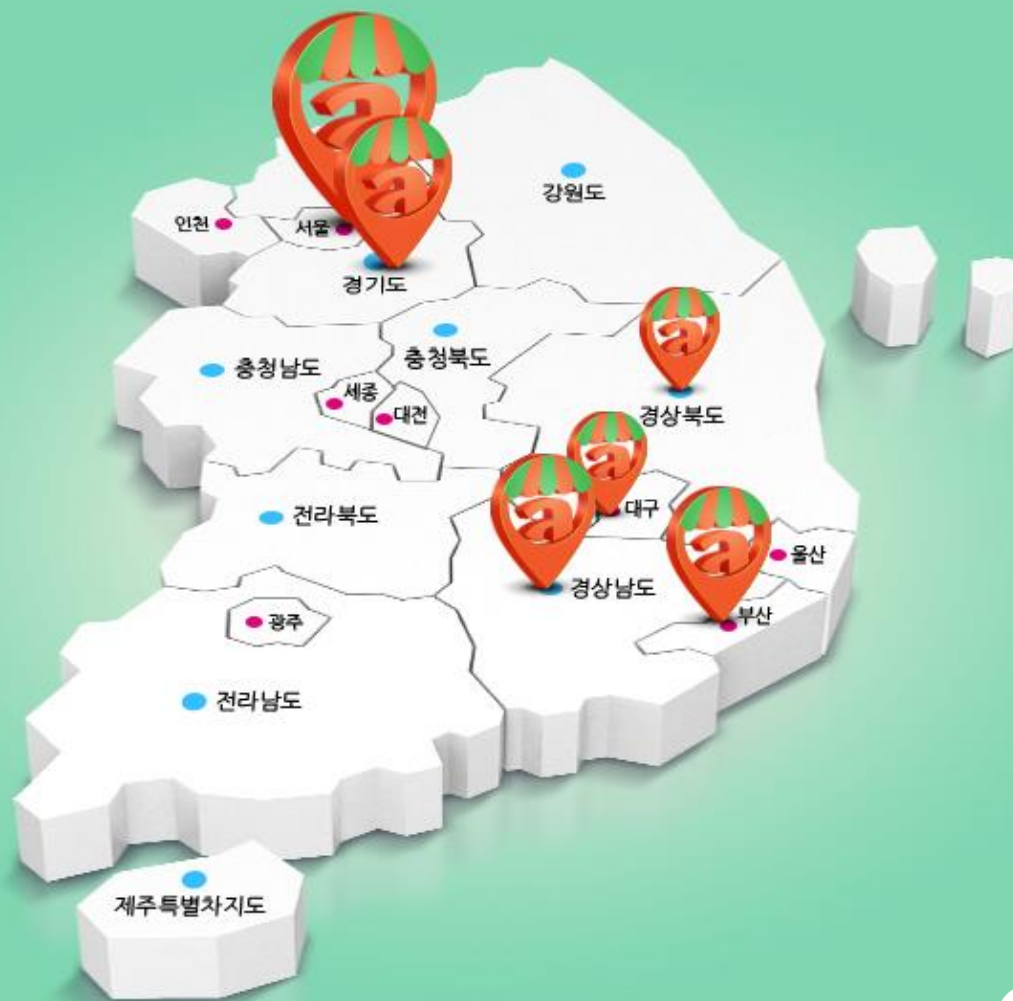 a
a
강원도
인천
서울
경기도
충청북도
충청남도
a
세종
대전
경상북도
a
a
a
대구
전라북도
울산
경상남도
부산
광주
전라남도
제주특별차지도